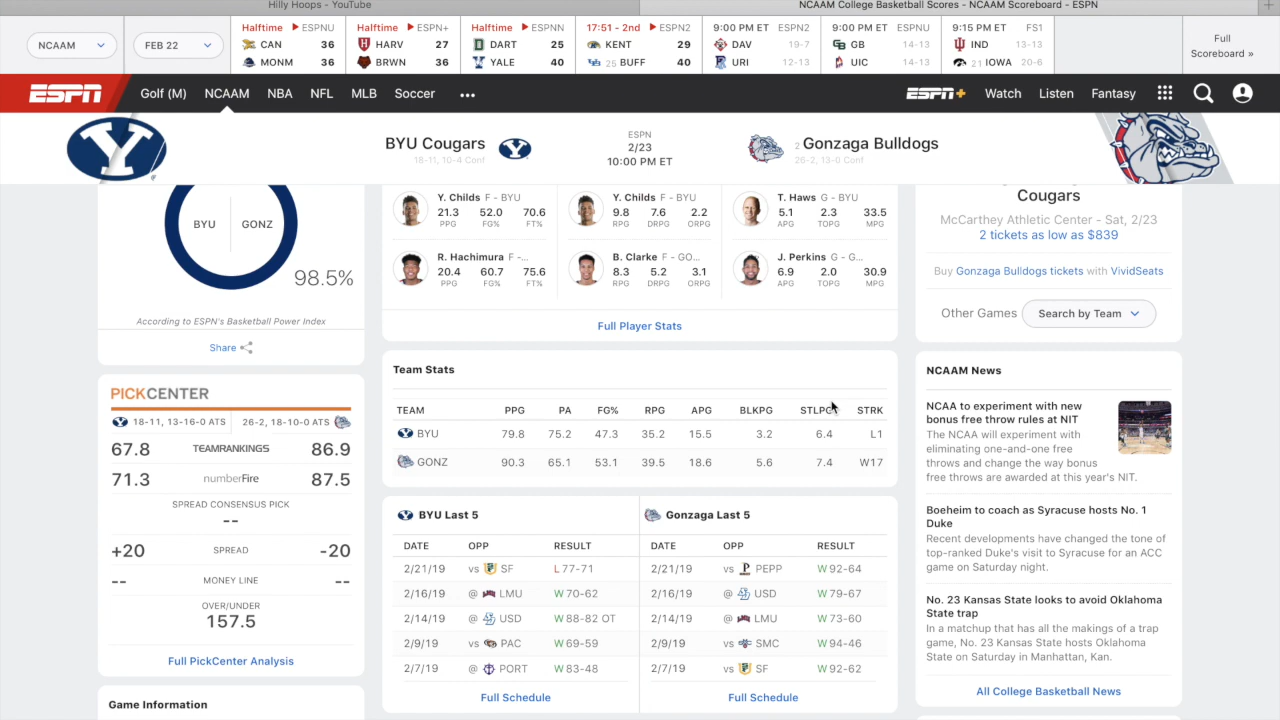 Hilly Hoops - YouTube
NCAAM College Basketball Scores - NCAAM Scoreboard - ESPN
NCAAM
FEB 22
Halftime ESPNU
CAN 36
MONM 36
Halftime ESPN+
HARV 27
BRWN 36
Halftime ESPNN
DART 25
YALE 40
17:51 - 2nd ESPN2
KENT 29
25 BUFF 40
9:00 PM ET ESPN2
DAV 19-7
URI 12-13
9:00 PM ET ESPNU
GB 14-13
UIC 14-13
9:15 PM ET FS1
IND 13-13
21 IOWA 20-6
Full
Scoreboard »
ESPN Golf (M) NCAAM NBA NFL MLB Soccer ••• ESPN+ Watch Listen Fantasy
BYU Cougars
18-11, 10-4 Conf
ESPN
2/23
10:00 PM ET
2 Gonzaga Bulldogs
26-2, 13-0 Conf
BYU GONZ
98.5%
According to ESPN's Basketball Power Index
Share
Y. Childs F - BYU
21.3 52.0 70.6
PPG FG% FT%
R. Hachimura F -...
20.4 60.7 75.6
PPG FG% FT%
Y. Childs F - BYU
9.8 7.6 2.2
RPG DRPG ORPG
B. Clarke F - GO...
8.3 5.2 3.1
RPG DRPG ORPG
T. Haws G - BYU
5.1 2.3 33.5
APG TOPG MPG
J. Perkins G - G...
6.9 2.0 30.9
APG TOPG MPG
Full Player Stats
Cougars
McCarthey Athletic Center - Sat, 2/23
2 tickets as low as $839
Buy Gonzaga Bulldogs tickets with VividSeats
Other Games Search by Team
PICKCENTER
18-11, 13-16-0 ATS 26-2, 18-10-0 ATS
67.8 TEAMRANKINGS 86.9
71.3 numberFire 87.5
SPREAD CONSENSUS PICK
--
+20 SPREAD -20
-- MONEY LINE --
OVER/UNDER
157.5
Full PickCenter Analysis
Game Information
Team Stats
TEAM PPG PA FG% RPG APG BLKPG STLPG STRK
BYU 79.8 75.2 47.3 35.2 15.5 3.2 6.4 L1
GONZ 90.3 65.1 53.1 39.5 18.6 5.6 7.4 W17
BYU Last 5
DATE OPP RESULT
2/21/19 vs SF L 77-71
2/16/19 @ LMU W 70-62
2/14/19 @ USD W 88-82 OT
2/9/19 vs PAC W 69-59
2/7/19 @ PORT W 83-48
Full Schedule
Gonzaga Last 5
DATE OPP RESULT
2/21/19 vs PEPP W 92-64
2/16/19 @ USD W 79-67
2/14/19 @ LMU W 73-60
2/9/19 vs SMC W 94-46
2/7/19 vs SF W 92-62
Full Schedule
NCAAM News
NCAA to experiment with new
bonus free throw rules at NIT
The NCAA will experiment with
eliminating one-and-one free
throws and change the way bonus
free throws are awarded at this year's NIT.
Boeheim to coach as Syracuse hosts No. 1
Duke
Recent developments have changed the tone of
top-ranked Duke's visit to Syracuse for an ACC
game on Saturday night.
No. 23 Kansas State looks to avoid Oklahoma
State trap
In a matchup that has all the makings of a trap
game, No. 23 Kansas State hosts Oklahoma
State on Saturday in Manhattan, Kan.
All College Basketball News